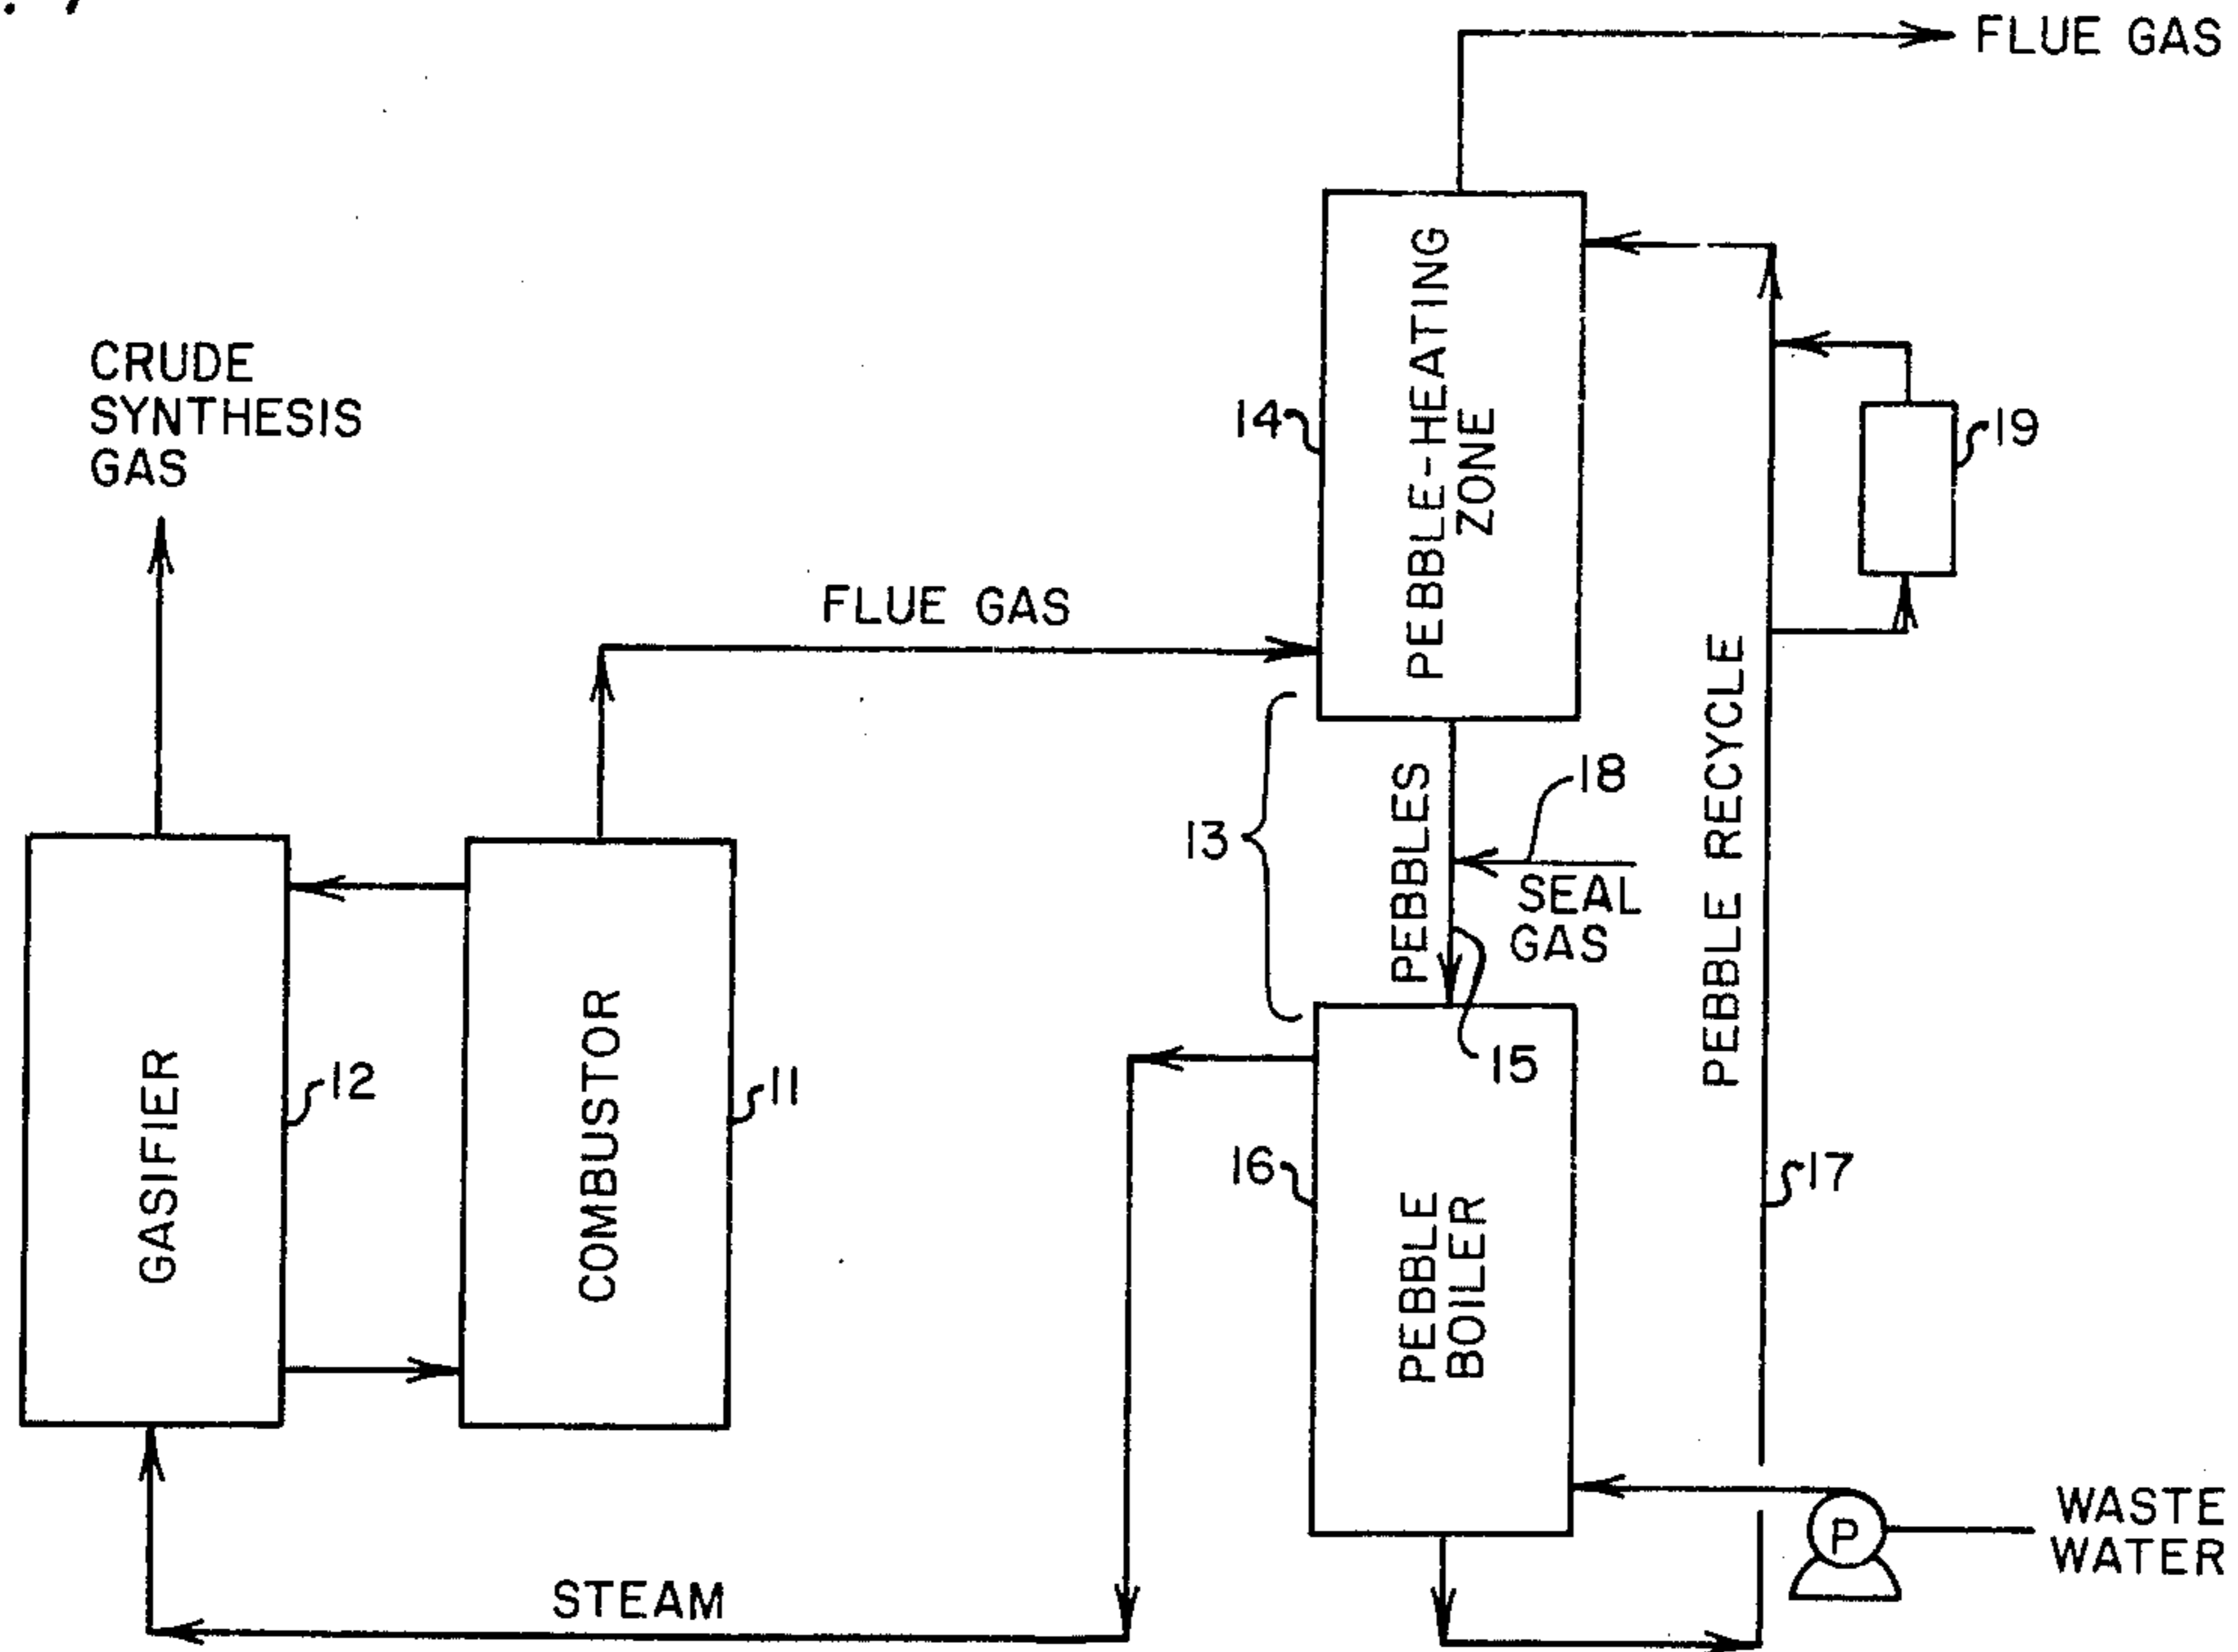 FLUE GAS
CRUDE
SYNTHESIS
GAS
14
PEBBLE-HEATING
ZONE
19
FLUE GAS
PEBBLE RECYCLE
13
PEBBLES
18
SEAL
GAS
15
GASIFIER
12
COMBUSTOR
11
16
PEBBLE
BOILER
17
P
WASTE
WATER
STEAM